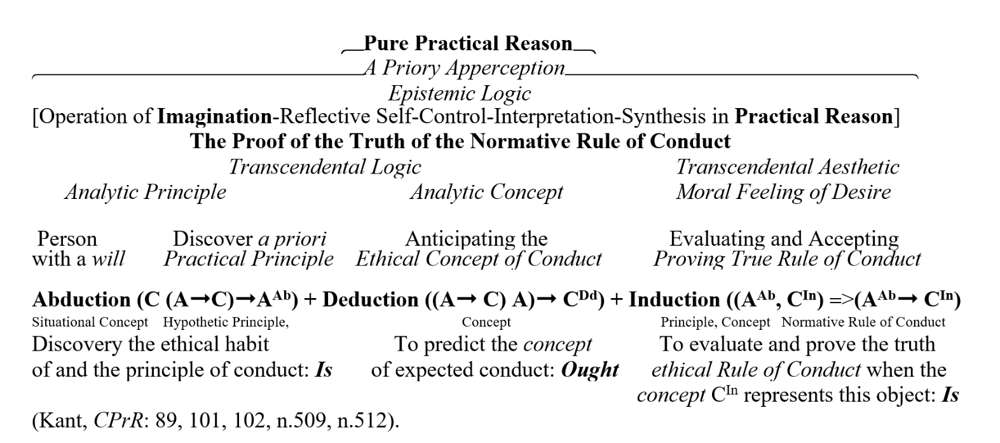 Pure Practical Reason
A Priory Apperception
Epistemic Logic
[Operation of Imagination-Reflective Self-Control-Interpretation-Synthesis in Practical Reason]
The Proof of the Truth of the Normative Rule of Conduct
Transcendental Logic Transcendental Aesthetic
Analytic Principle Analytic Concept Moral Feeling of Desire
Person Discover a priori Anticipating the Evaluating and Accepting
with a will Practical Principle Ethical Concept of Conduct Proving True Rule of Conduct
Abduction (C (A→C)→Aᴬᵇ) + Deduction ((A→ C) A)→ Cᴰᵈ) + Induction ((Aᴬᵇ, Cᴵⁿ) =>(Aᴬᵇ→ Cᴵⁿ)
Situational Concept Hypothetic Principle, Concept Principle, Concept Normative Rule of Conduct
Discovery the ethical habit To predict the concept To evaluate and prove the truth
of and the principle of conduct: Is of expected conduct: Ought ethical Rule of Conduct when the
concept Cᴵⁿ represents this object: Is
(Kant, CPrR: 89, 101, 102, n.509, n.512).